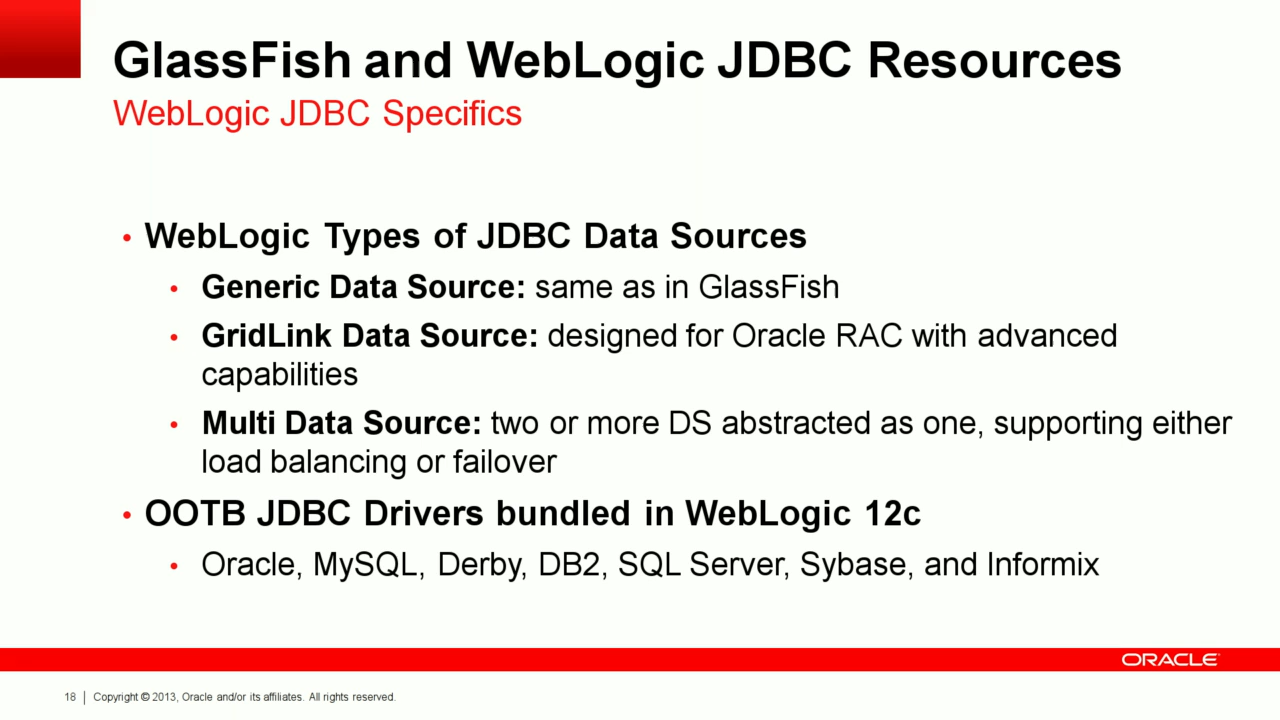 GlassFish and WebLogic JDBC Resources
WebLogic JDBC Specifics
• WebLogic Types of JDBC Data Sources
• Generic Data Source: same as in GlassFish
• GridLink Data Source: designed for Oracle RAC with advanced
capabilities
• Multi Data Source: two or more DS abstracted as one, supporting either
load balancing or failover
• OOTB JDBC Drivers bundled in WebLogic 12c
• Oracle, MySQL, Derby, DB2, SQL Server, Sybase, and Informix
ORACLE
18 | Copyright © 2013, Oracle and/or its affiliates. All rights reserved.